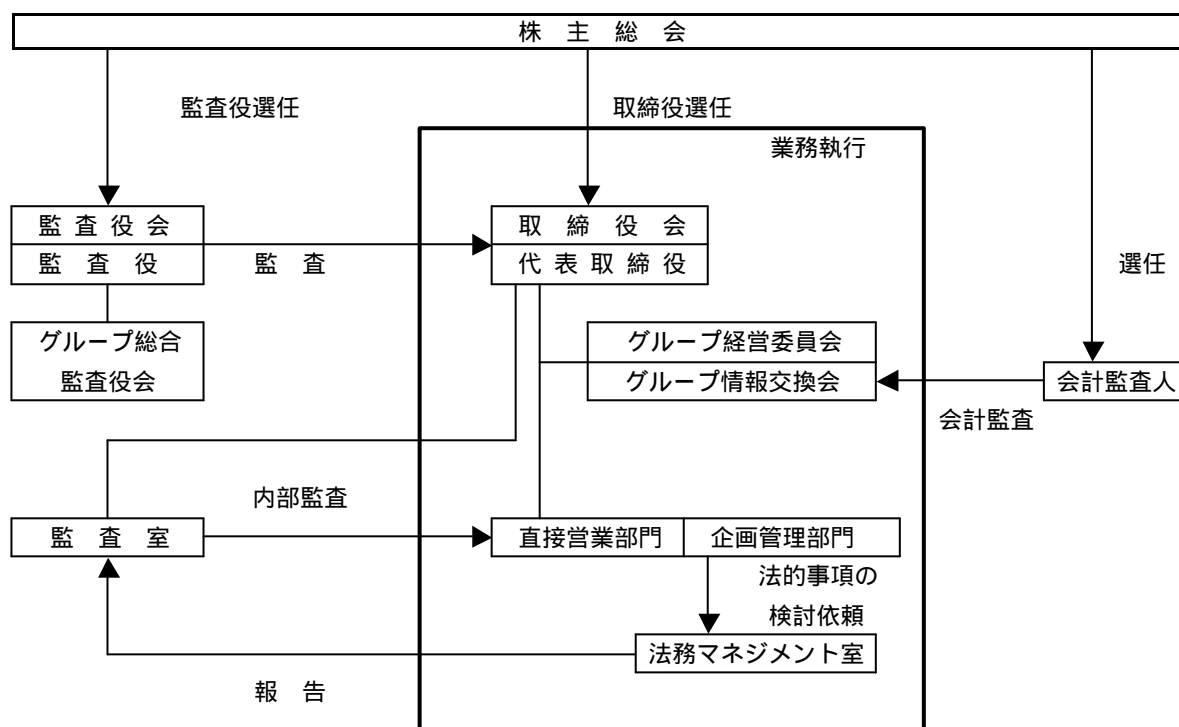 株 主 総 会
監査役選任
取締役選任
業務執行
監 査 役 会
取 締 役 会
監 査 役
監 査
代 表 取 締 役
選任
グループ総合
監査役会
グループ経営委員会
グループ情報交換会
会計監査人
会計監査
内部監査
監 査 室
直接営業部門
企画管理部門
法的事項の
検討依頼
法務マネジメント室
報 告